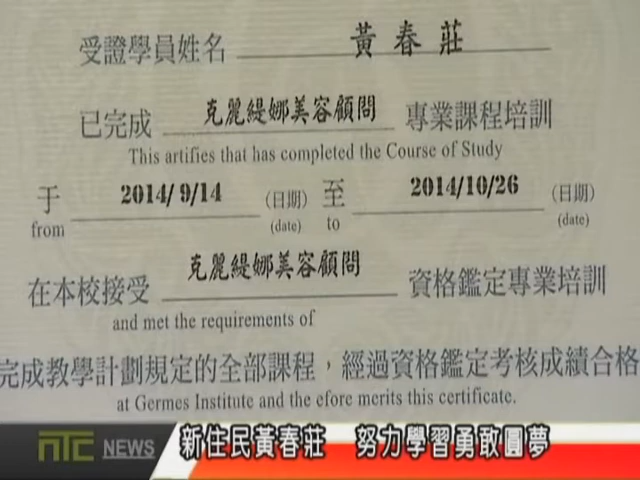 受證學員姓名 黃春莊
已完成 克麗緹娜美容顧問 專業課程培訓
This artifies that has completed the Course of Study
于 2014/9/14 (日期) 至 2014/10/26 (日期)
from (date) to (date)
在本校接受 克麗緹娜美容顧問 資格鑑定專業培訓
and met the requirements of
完成教學計劃規定的全部課程，經過資格鑑定考核成績合格
at Germes Institute and the efore merits this certificate.
NTC NEWS 新住民黃春莊 努力學習勇敢圓夢